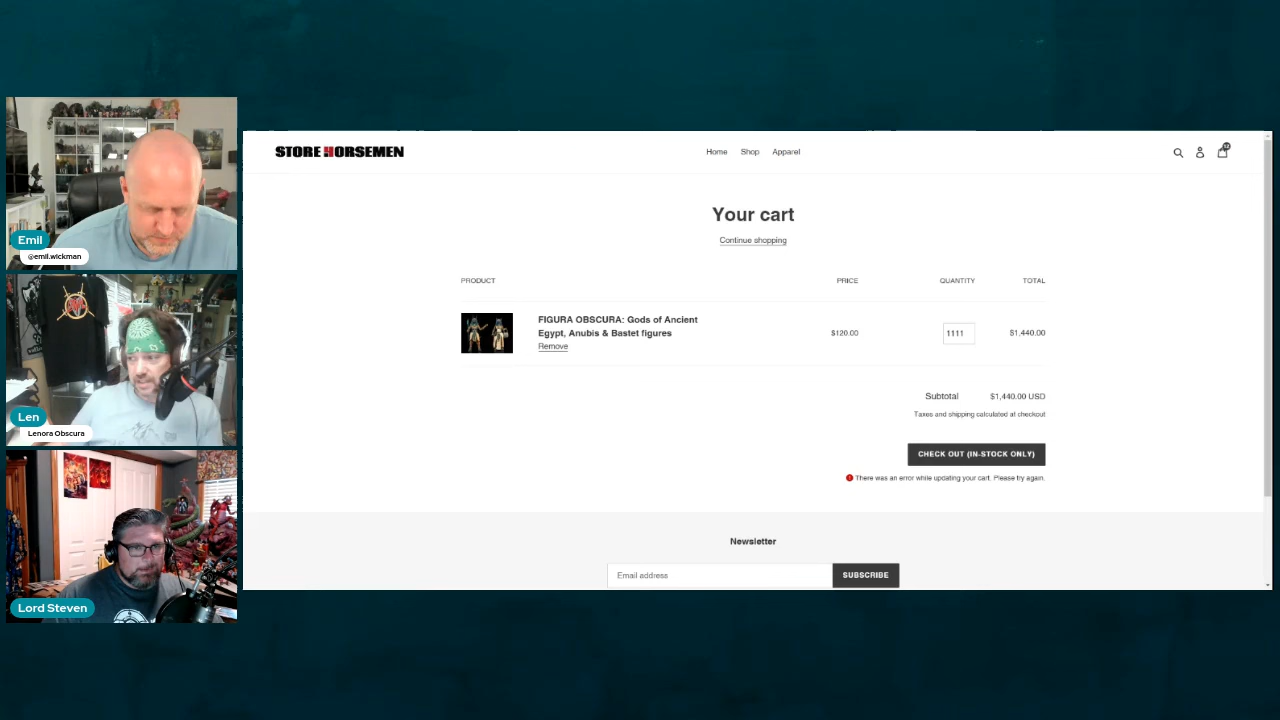 Emil
@emil.wickman
Len
Lenora Obscura
Lord Steven
STORE HORSEMEN
Home
Shop
Apparel
12
Your cart
Continue shopping
PRODUCT
PRICE
QUANTITY
TOTAL
FIGURA OBSCURA: Gods of Ancient
Egypt, Anubis & Bastet figures
Remove
$120.00
1111
$1,440.00
Subtotal
$1,440.00 USD
Taxes and shipping calculated at checkout
CHECK OUT (IN-STOCK ONLY)
There was an error while updating your cart. Please try again.
Newsletter
Email address
SUBSCRIBE